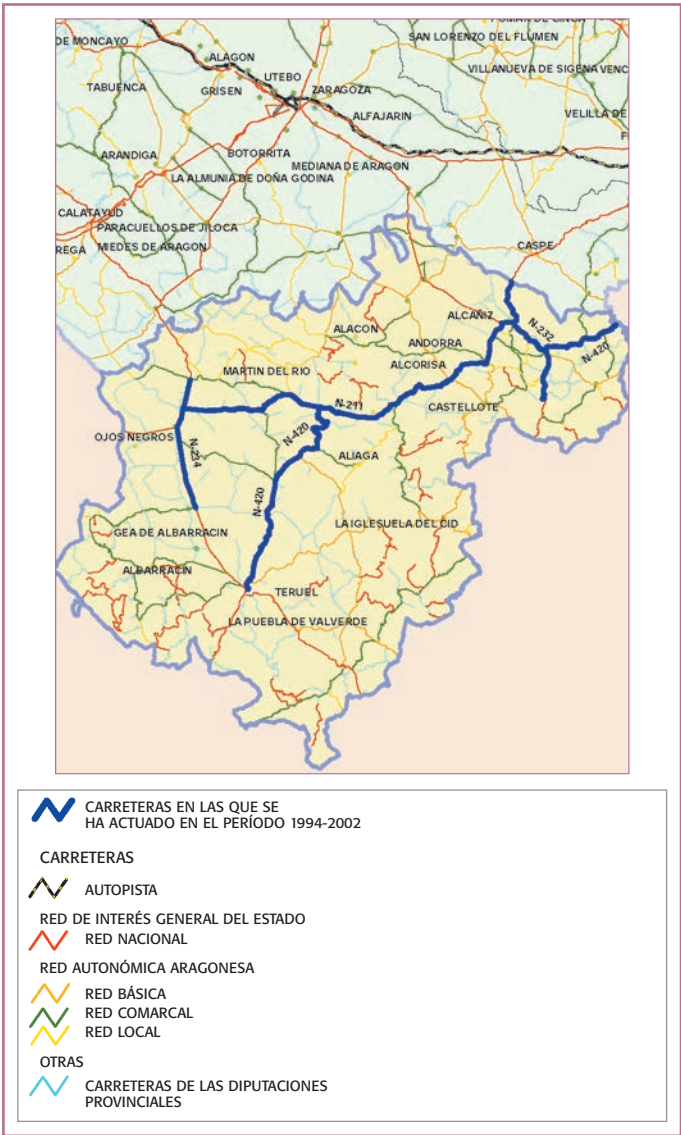 POMAR DE CINCA
DE MONCAYO
SAN LORENZO DEL FLUMEN
ALAGON
UTEBO
VILLANUEVA DE SIGENA
VENC
TABUENCA
GRISEN
ZARAGOZA
ALFAJARIN
VELILLA DE
F
ARANDIGA
BOTORRITA
MEDIANA DE ARAGON
LA ALMUNIA DE DOÑA GODINA
CALATAYUD
PARACUELLOS DE JILOCA
REGA
MIEDES DE ARAGON
CASPE
ALACON
ALCAÑIZ
N-232
ANDORRA
N-420
MARTIN DEL RIO
ALCORISA
N-211
CASTELLOTE
OJOS NEGROS
N-234
N-420
ALIAGA
N-420
LA IGLESUELA DEL CID
GEA DE ALBARRACIN
ALBARRACIN
TERUEL
LA PUEBLA DE VALVERDE
CARRETERAS EN LAS QUE SE
HA ACTUADO EN EL PERÍODO 1994-2002
CARRETERAS
AUTOPISTA
RED DE INTERÉS GENERAL DEL ESTADO
RED NACIONAL
RED AUTONÓMICA ARAGONESA
RED BÁSICA
RED COMARCAL
RED LOCAL
OTRAS
CARRETERAS DE LAS DIPUTACIONES
PROVINCIALES